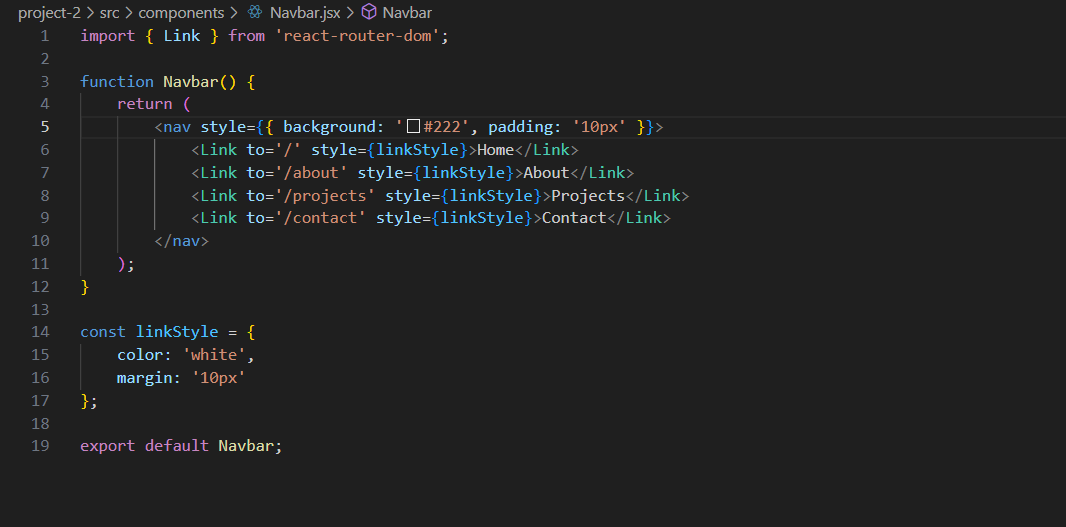 project-2 > src > components > Navbar.jsx > Navbar
1 import { Link } from 'react-router-dom';
2
3 function Navbar() {
4     return (
5         <nav style={{ background: '#222', padding: '10px' }}>
6             <Link to='/' style={linkStyle}>Home</Link>
7             <Link to='/about' style={linkStyle}>About</Link>
8             <Link to='/projects' style={linkStyle}>Projects</Link>
9             <Link to='/contact' style={linkStyle}>Contact</Link>
10         </nav>
11     );
12 }
13
14 const linkStyle = {
15     color: 'white',
16     margin: '10px'
17 };
18
19 export default Navbar;